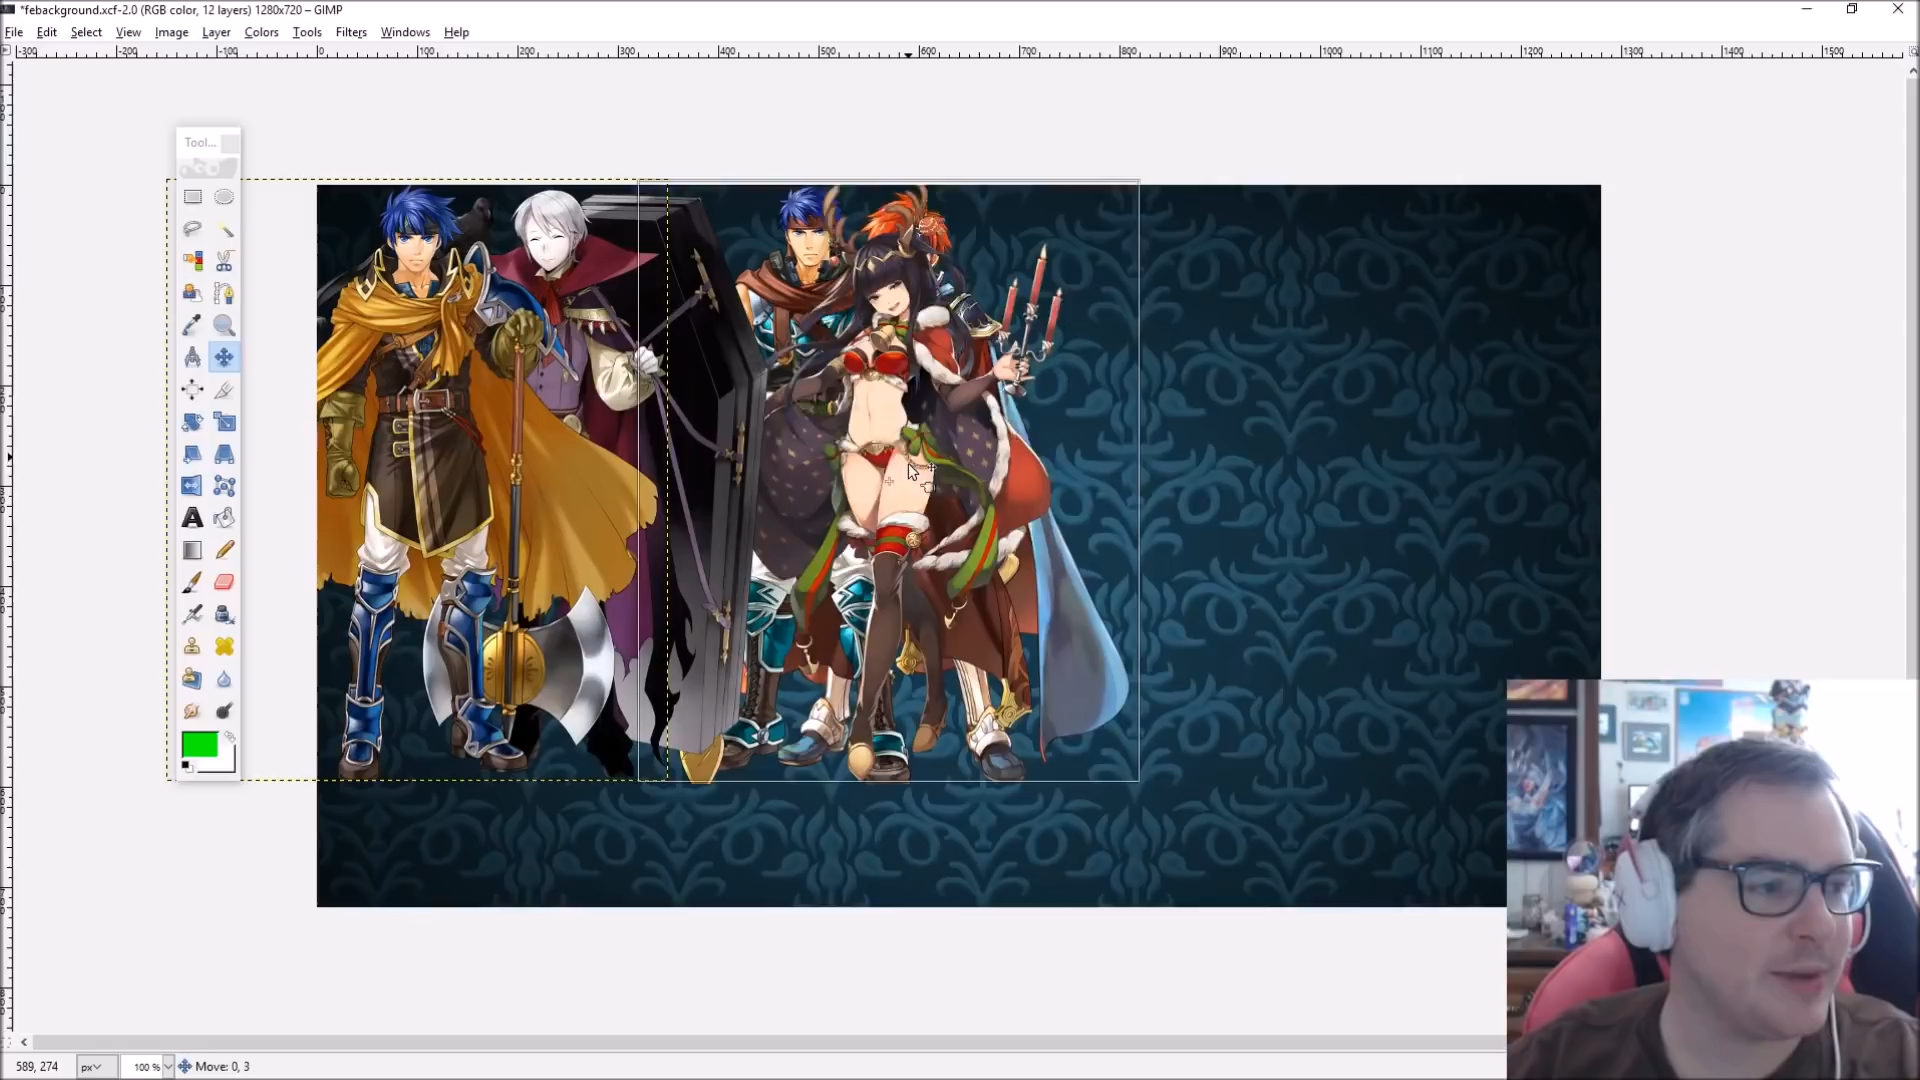 *febackground.xcf-2.0 (RGB color, 12 layers) 1280x720 – GIMP
File Edit Select View Image Layer Colors Tools Filters Windows Help
-300 -200 -100 0 100 200 300 400 500 600 700 800 900 1000 1100 1200 1300 1400 1500
Tool...
589, 274 px 100 % Move: 0, 3